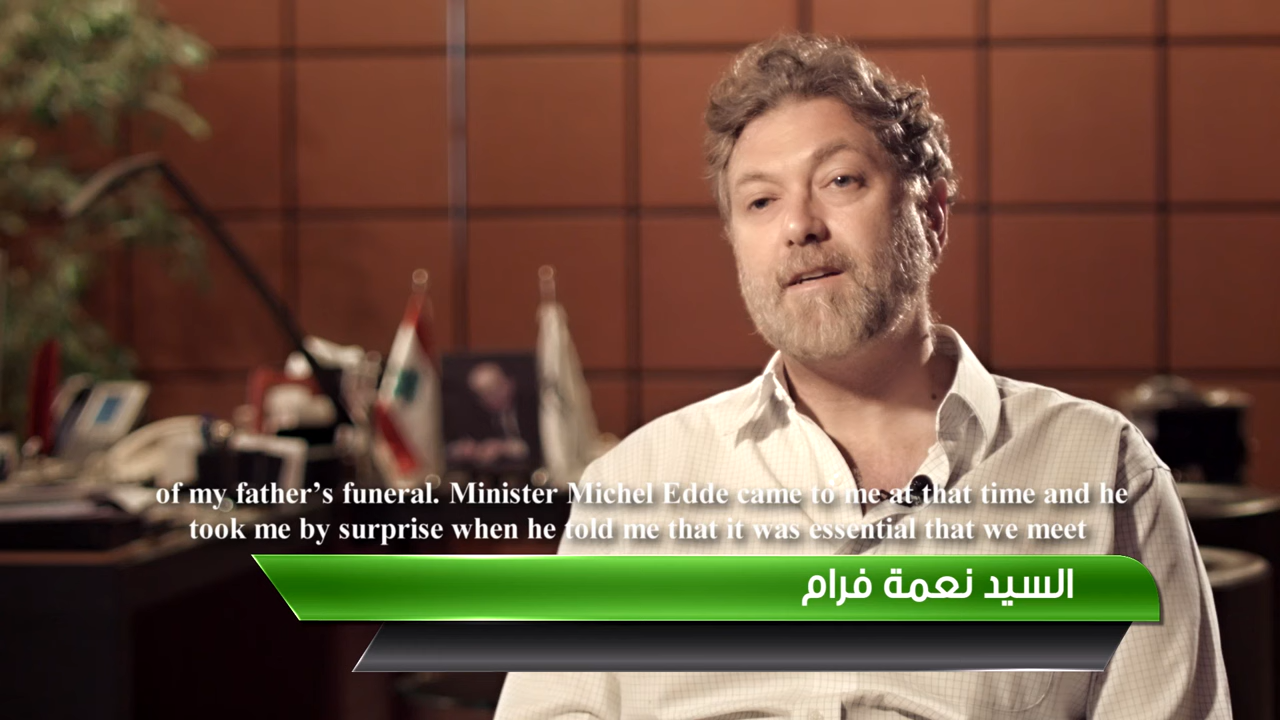 of my father’s funeral. Minister Michel Edde came to me at that time and he
took me by surprise when he told me that it was essential that we meet
السيد نعمة فرام